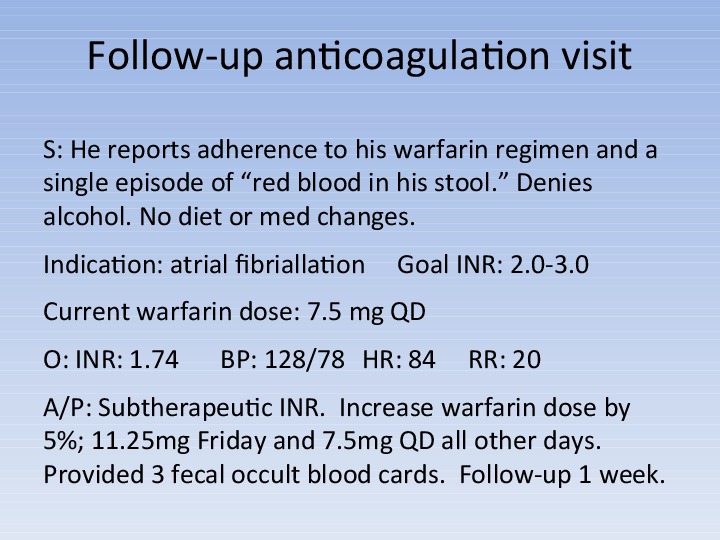 Follow-up anticoagulation visit
S: He reports adherence to his warfarin regimen and a
single episode of “red blood in his stool.” Denies
alcohol. No diet or med changes.
Indication: atrial fibriallation Goal INR: 2.0-3.0
Current warfarin dose: 7.5 mg QD
O: INR: 1.74 BP: 128/78 HR: 84 RR: 20
A/P: Subtherapeutic INR. Increase warfarin dose by
5%; 11.25mg Friday and 7.5mg QD all other days.
Provided 3 fecal occult blood cards. Follow-up 1 week.